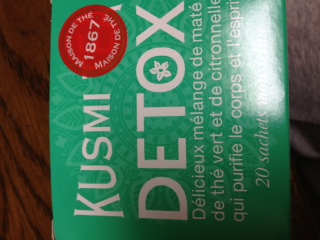 MAISON DE THÉ
1867
MAISON DE THÉ
KUSMI
DETOX
Délicieux mélange de maté,
de thé vert et de citronnelle
qui purifie le corps et l'esprit
20 sachets